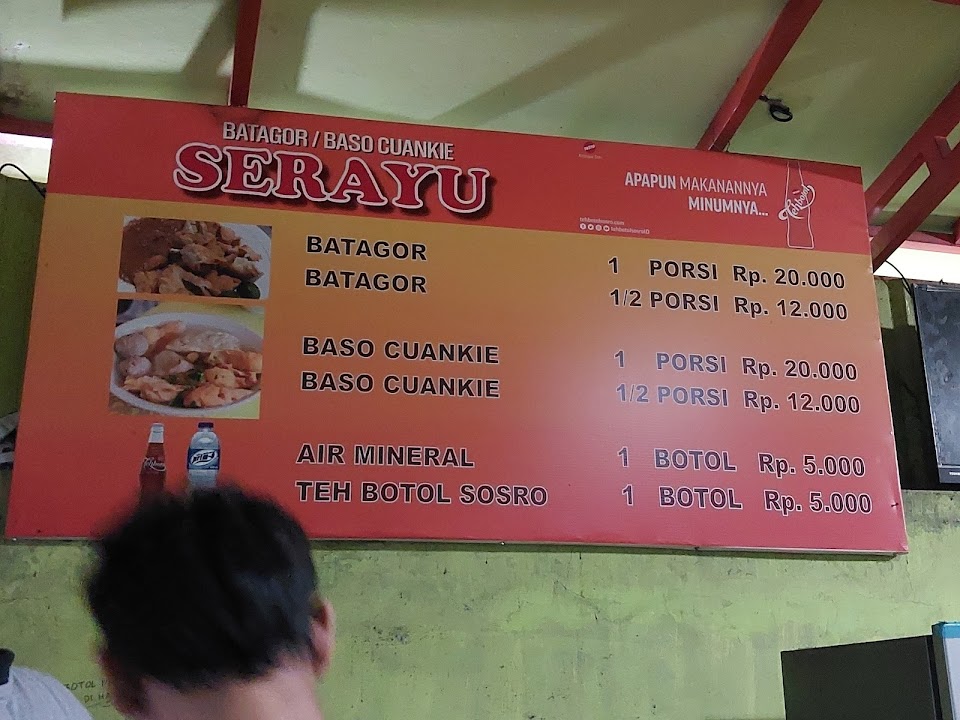 BATAGOR / BASO CUANKIE
SERAYU
APAPUN MAKANANNYA
MINUMNYA...
tehbotolsosro.com
BATAGOR 1 PORSI Rp. 20.000
BATAGOR 1/2 PORSI Rp. 12.000
BASO CUANKIE 1 PORSI Rp. 20.000
BASO CUANKIE 1/2 PORSI Rp. 12.000
AIR MINERAL 1 BOTOL Rp. 5.000
TEH BOTOL SOSRO 1 BOTOL Rp. 5.000